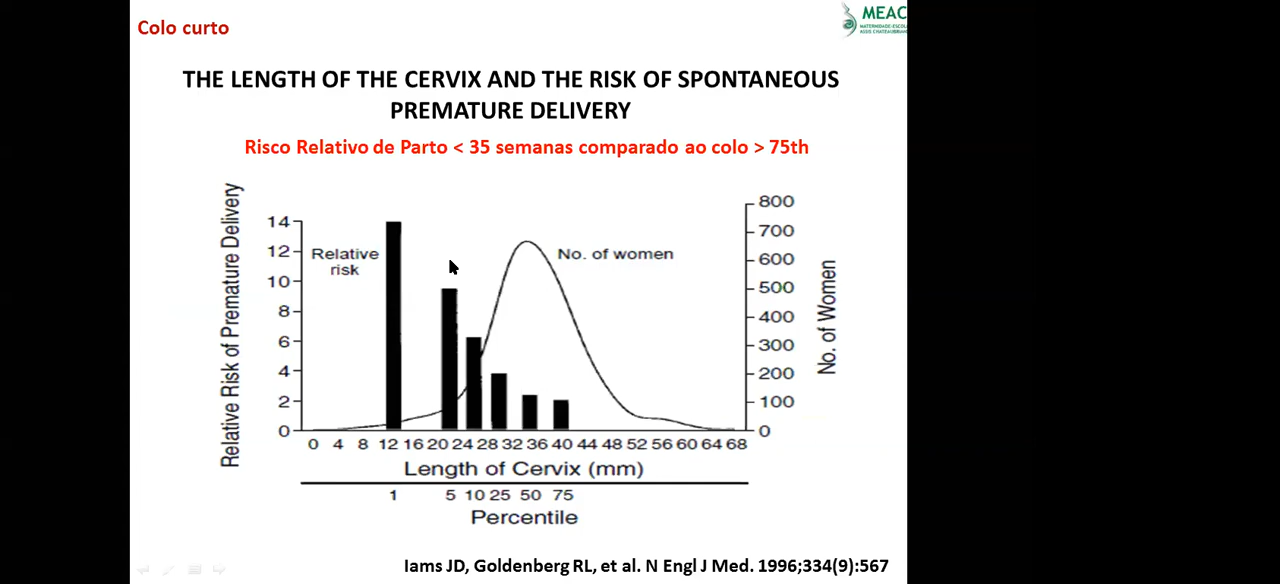 Colo curto
MEAC
MATERNIDADE-ESCOLA
ASSIS CHATEAUBRIAND
THE LENGTH OF THE CERVIX AND THE RISK OF SPONTANEOUS
PREMATURE DELIVERY
Risco Relativo de Parto < 35 semanas comparado ao colo > 75th
Relative Risk of Premature Delivery
14
12
10
8
6
4
2
0
Relative
risk
No. of women
800
700
600
500
400
300
200
100
0
No. of Women
0 4 8 12 16 20 24 28 32 36 40 44 48 52 56 60 64 68
Length of Cervix (mm)
1 5 10 25 50 75
Percentile
Iams JD, Goldenberg RL, et al. N Engl J Med. 1996;334(9):567